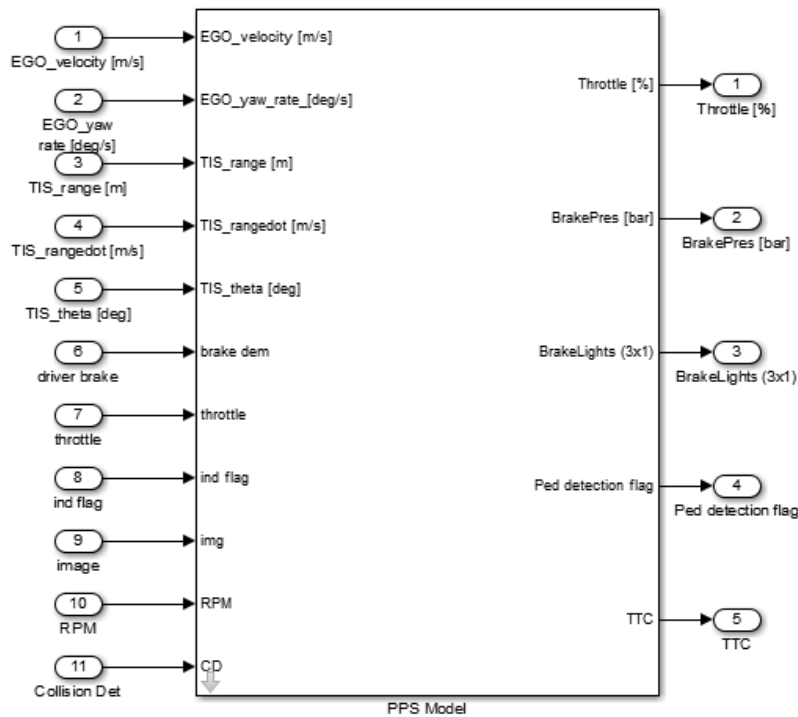 1
EGO_velocity [m/s]
2
EGO_yaw
rate [deg/s]
3
TIS_range [m]
4
TIS_rangedot [m/s]
5
TIS_theta [deg]
6
driver brake
7
throttle
8
ind flag
9
image
10
RPM
11
Collision Det
EGO_velocity [m/s]
EGO_yaw_rate_[deg/s]
TIS_range [m]
TIS_rangedot [m/s]
TIS_theta [deg]
brake dem
throttle
ind flag
img
RPM
CD
Throttle [%]
BrakePres [bar]
BrakeLights (3x1)
Ped detection flag
TTC
1
Throttle [%]
2
BrakePres [bar]
3
BrakeLights (3x1)
4
Ped detection flag
5
TTC
PPS Model